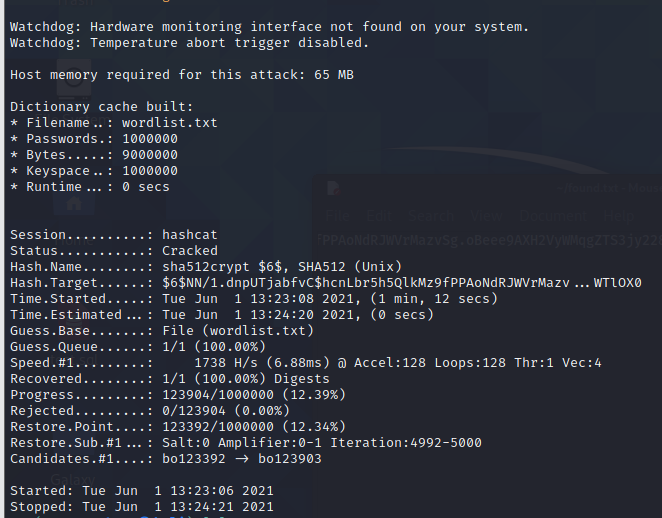 Watchdog: Hardware monitoring interface not found on your system.
Watchdog: Temperature abort trigger disabled.
Host memory required for this attack: 65 MB
Dictionary cache built:
* Filename..: wordlist.txt
* Passwords.: 1000000
* Bytes.....: 9000000
* Keyspace..: 1000000
* Runtime...: 0 secs
Session..........: hashcat
Status...........: Cracked
Hash.Name........: sha512crypt $6$, SHA512 (Unix)
Hash.Target......: $6$NN/1.dnpUTjabfvC$hcnLbr5h5QlkMz9fPPAoNdRJWVrMazv...WTlOX0
Time.Started.....: Tue Jun  1 13:23:08 2021, (1 min, 12 secs)
Time.Estimated...: Tue Jun  1 13:24:20 2021, (0 secs)
Guess.Base.......: File (wordlist.txt)
Guess.Queue......: 1/1 (100.00%)
Speed.#1.........:     1738 H/s (6.88ms) @ Accel:128 Loops:128 Thr:1 Vec:4
Recovered........: 1/1 (100.00%) Digests
Progress.........: 123904/1000000 (12.39%)
Rejected.........: 0/123904 (0.00%)
Restore.Point....: 123392/1000000 (12.34%)
Restore.Sub.#1...: Salt:0 Amplifier:0-1 Iteration:4992-5000
Candidates.#1....: bo123392 -> bo123903
Started: Tue Jun  1 13:23:06 2021
Stopped: Tue Jun  1 13:24:21 2021
File Edit Search View Document Help
Galaxy